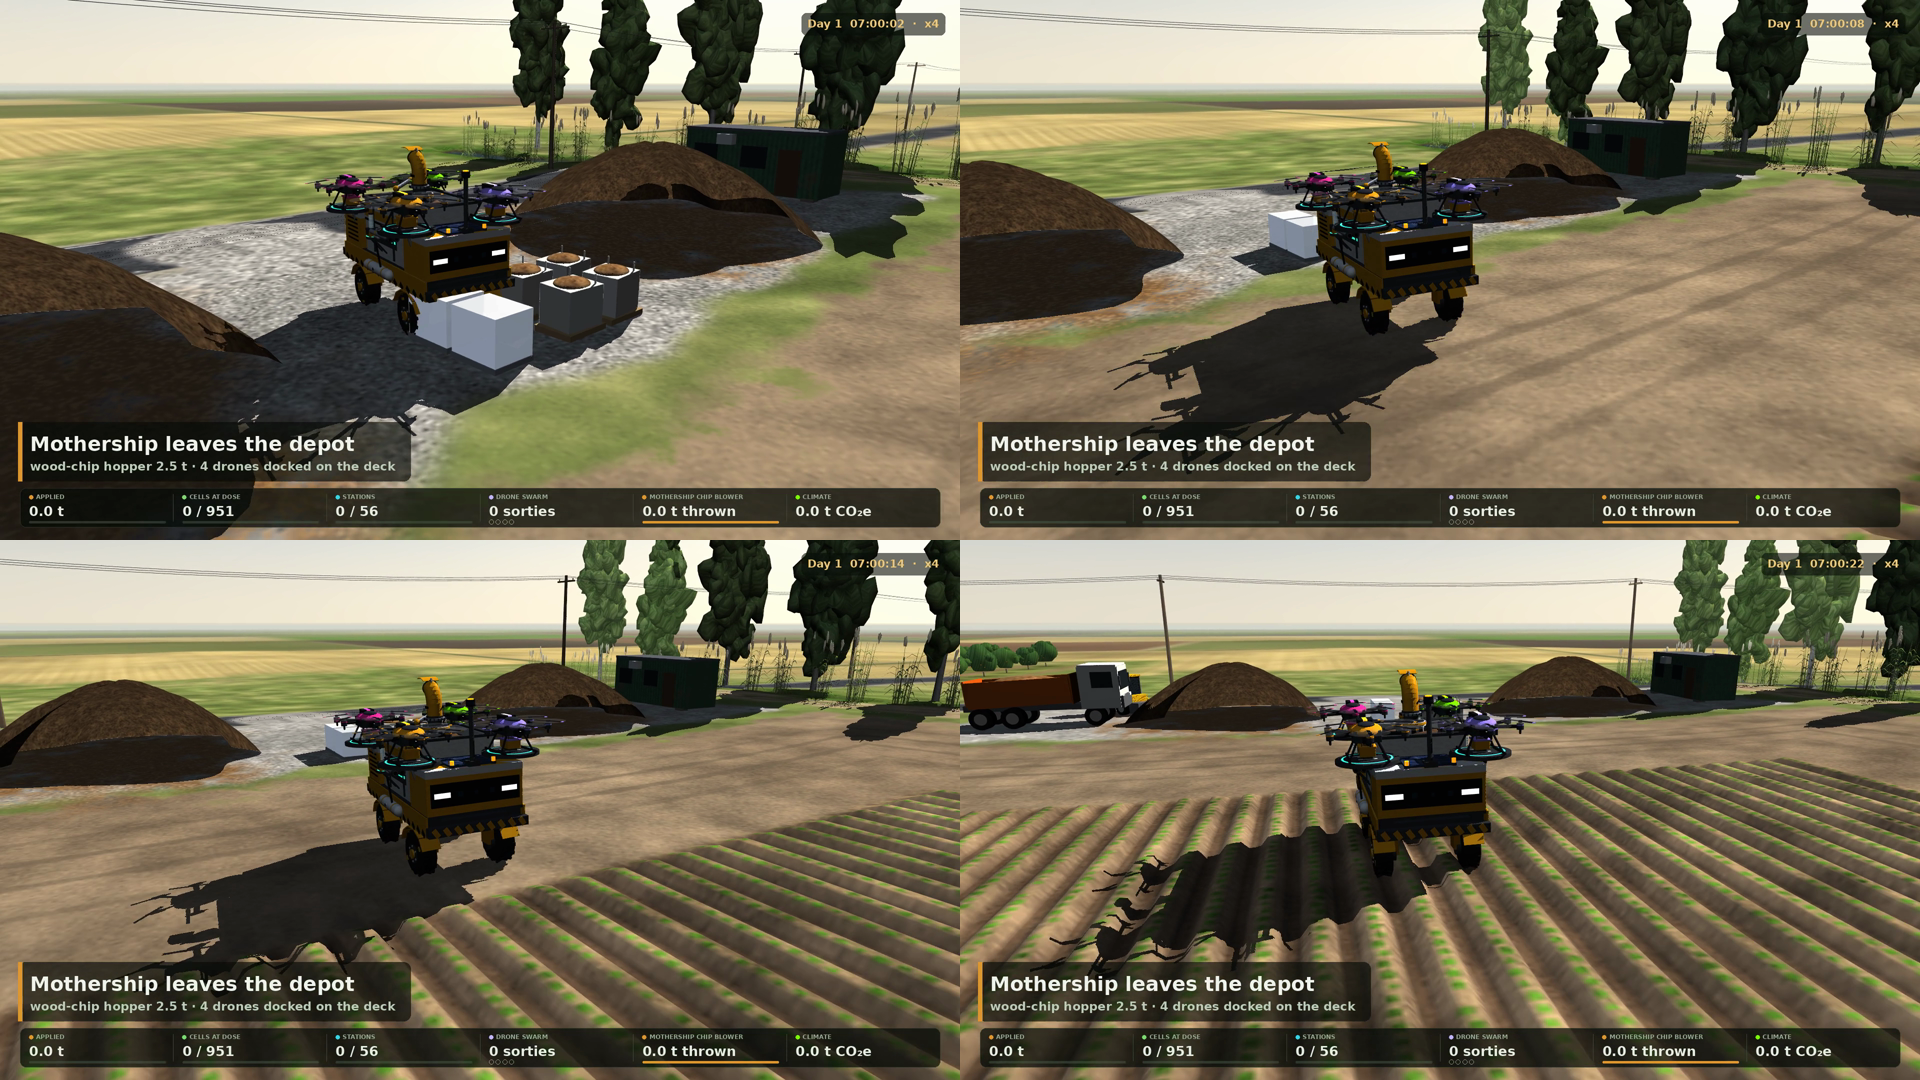 Day 1 07:00:02 · x4
Mothership leaves the depot
wood-chip hopper 2.5 t · 4 drones docked on the deck
APPLIED
0.0 t
CELLS AT DOSE
0 / 951
STATIONS
0 / 56
DRONE SWARM
0 sorties
MOTHERSHIP CHIP BLOWER
0.0 t thrown
CLIMATE
0.0 t CO₂e
Day 1 07:00:08 · x4
Mothership leaves the depot
wood-chip hopper 2.5 t · 4 drones docked on the deck
APPLIED
0.0 t
CELLS AT DOSE
0 / 951
STATIONS
0 / 56
DRONE SWARM
0 sorties
MOTHERSHIP CHIP BLOWER
0.0 t thrown
CLIMATE
0.0 t CO₂e
Day 1 07:00:14 · x4
Mothership leaves the depot
wood-chip hopper 2.5 t · 4 drones docked on the deck
APPLIED
0.0 t
CELLS AT DOSE
0 / 951
STATIONS
0 / 56
DRONE SWARM
0 sorties
MOTHERSHIP CHIP BLOWER
0.0 t thrown
CLIMATE
0.0 t CO₂e
Day 1 07:00:22 · x4
Mothership leaves the depot
wood-chip hopper 2.5 t · 4 drones docked on the deck
APPLIED
0.0 t
CELLS AT DOSE
0 / 951
STATIONS
0 / 56
DRONE SWARM
0 sorties
MOTHERSHIP CHIP BLOWER
0.0 t thrown
CLIMATE
0.0 t CO₂e